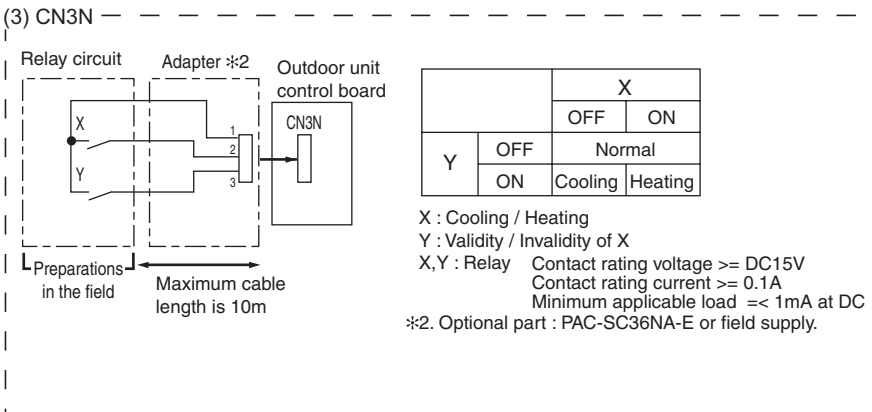 (3) CN3N
Relay circuit
Adapter ✻2
Outdoor unit
control board
X
Y
1
2
3
CN3N
Preparations
in the field
Maximum cable
length is 10m
X
OFF ON
Y OFF Normal
ON Cooling Heating
X : Cooling / Heating
Y : Validity / Invalidity of X
X,Y : Relay Contact rating voltage >= DC15V
Contact rating current >= 0.1A
Minimum applicable load =< 1mA at DC
✻2. Optional part : PAC-SC36NA-E or field supply.